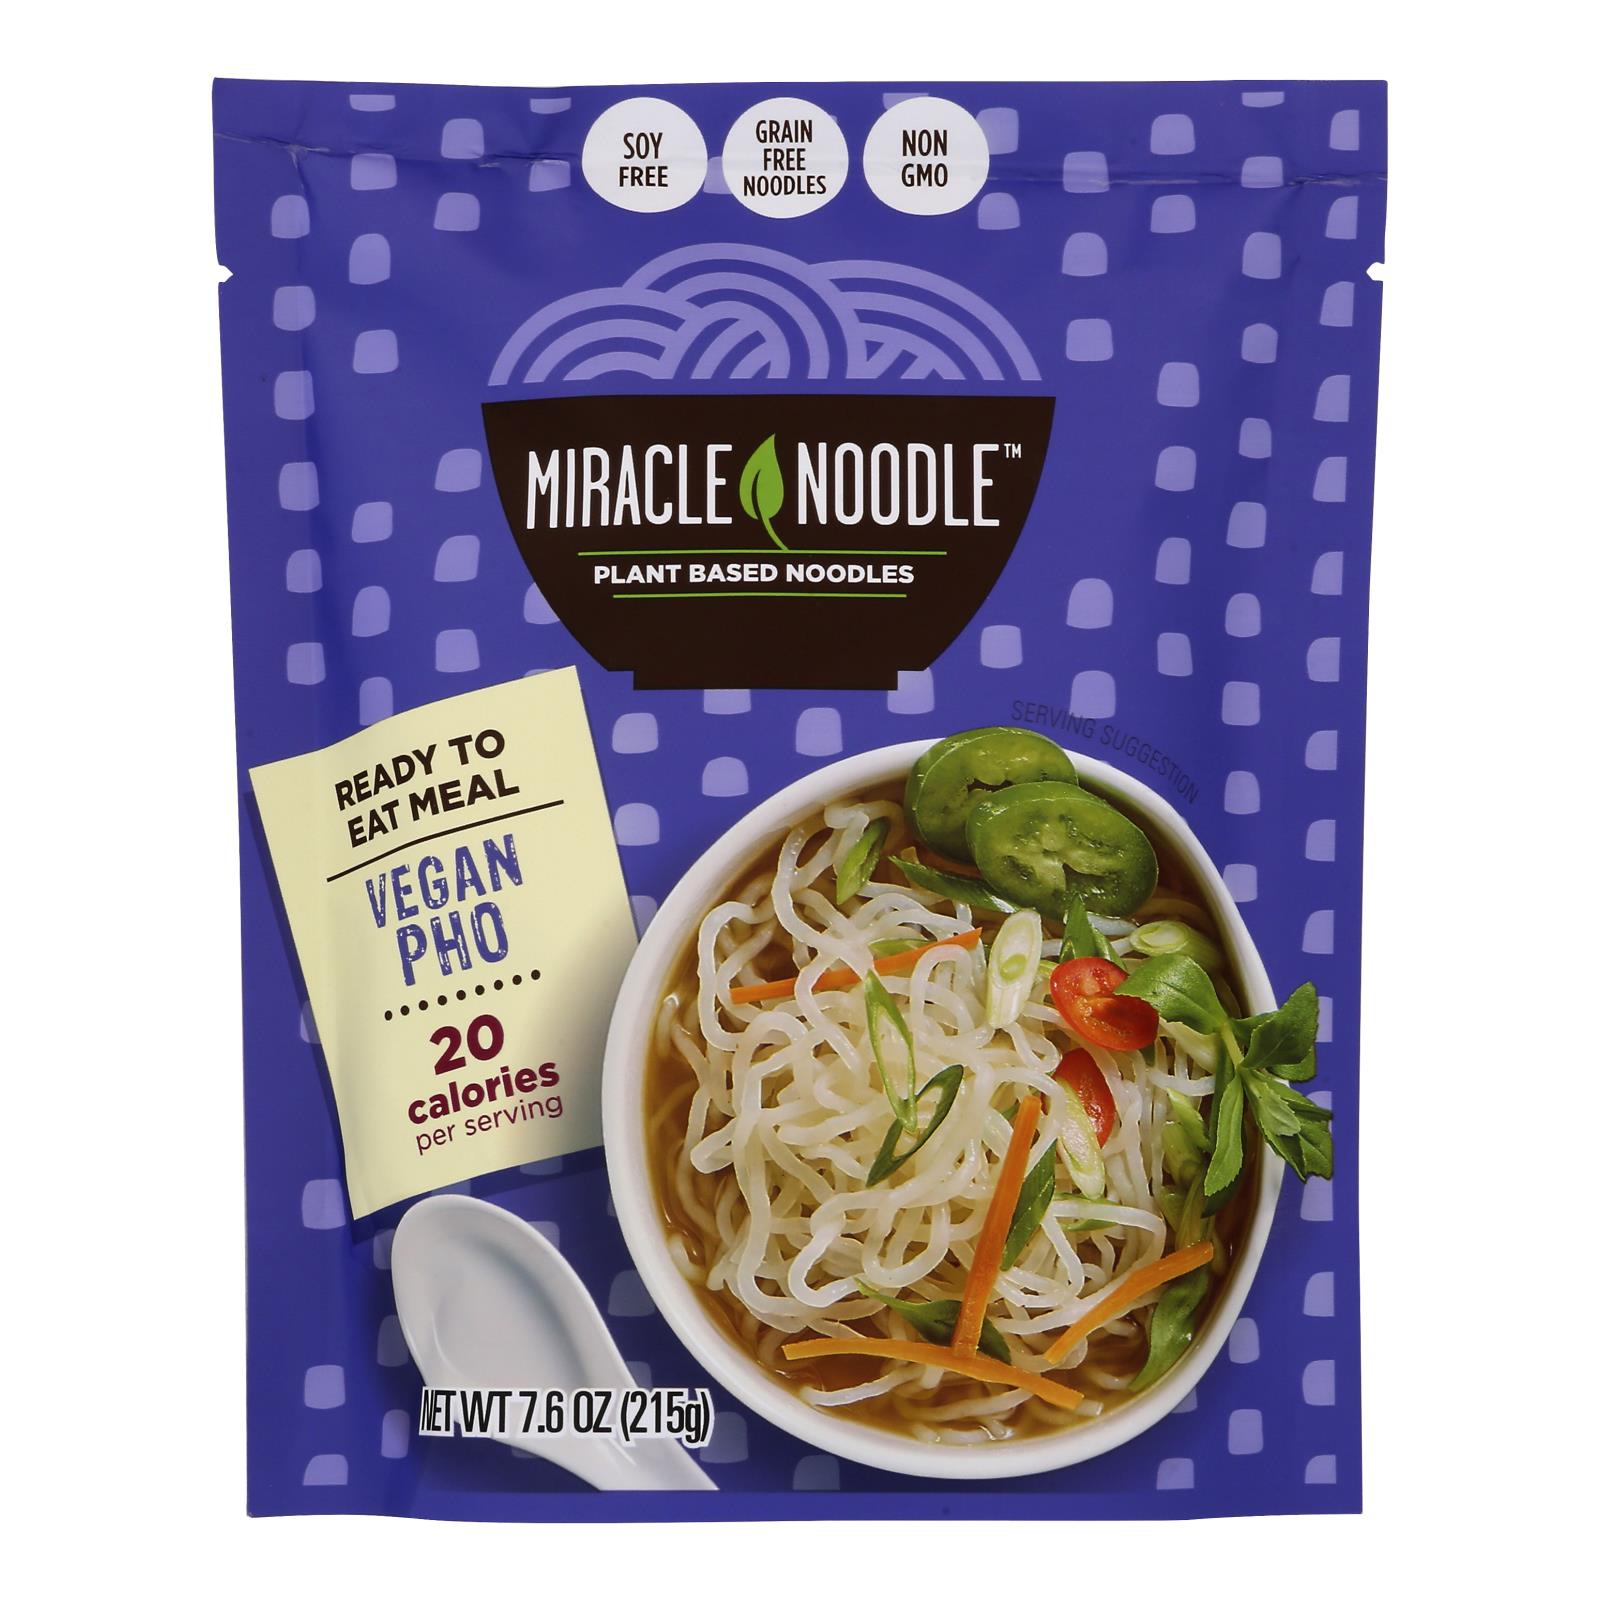 SOY
FREE
GRAIN
FREE
NOODLES
NON
GMO
MIRACLE NOODLE™
PLANT BASED NOODLES
SERVING SUGGESTION
READY TO
EAT MEAL
VEGAN
PHO
20
calories
per serving
NET WT 7.6 OZ (215g)